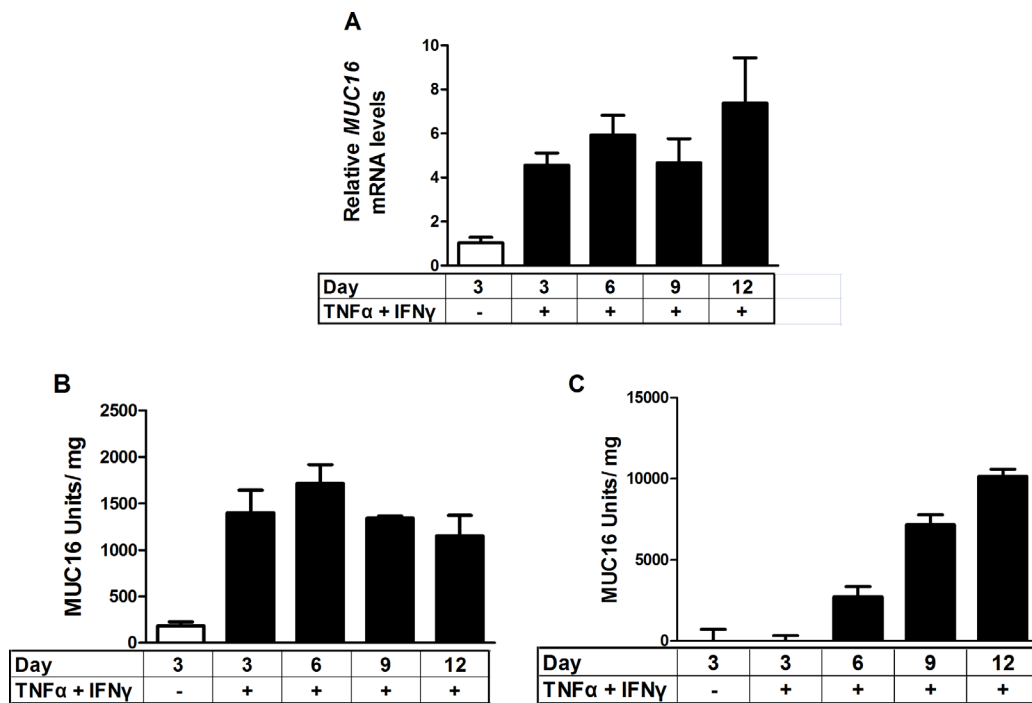 A
Relative MUC16
mRNA levels
10
8
6
4
2
0
Day 3 3 6 9 12
TNFα + IFNγ - + + + +
B
MUC16 Units/ mg
2500
2000
1500
1000
500
0
Day 3 3 6 9 12
TNFα + IFNγ - + + + +
C
MUC16 Units/ mg
15000
10000
5000
0
Day 3 3 6 9 12
TNFα + IFNγ - + + + +